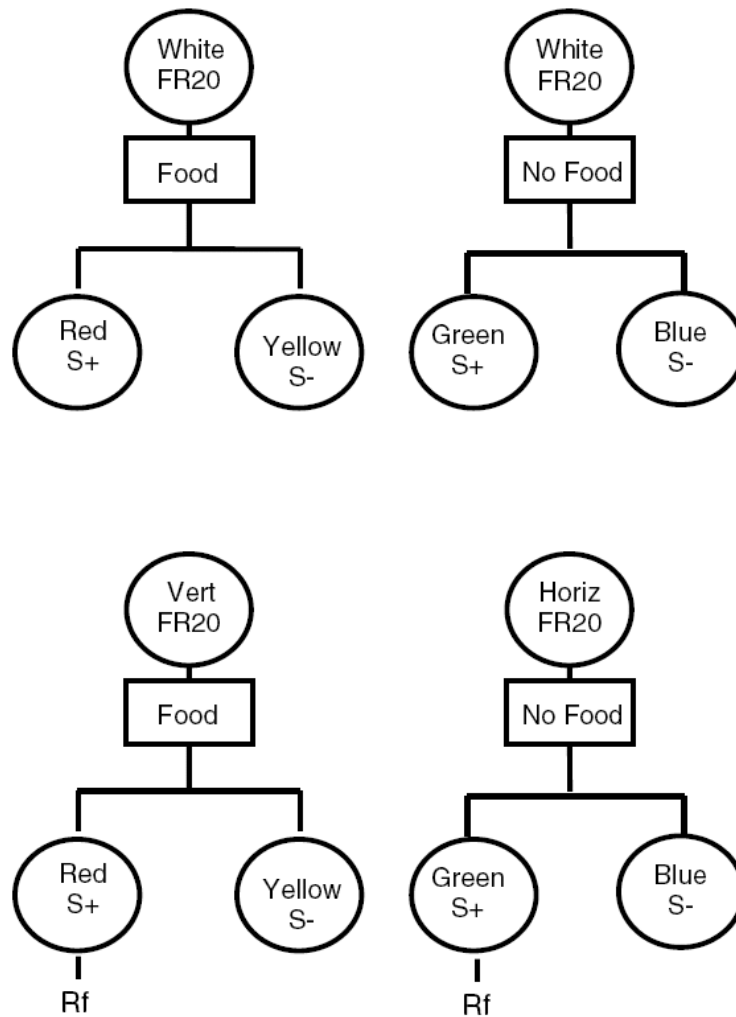 White
FR20
White
FR20
Food
No Food
Red
S+
Yellow
S-
Green
S+
Blue
S-
Vert
FR20
Horiz
FR20
Food
No Food
Red
S+
Yellow
S-
Green
S+
Blue
S-
Rf
Rf